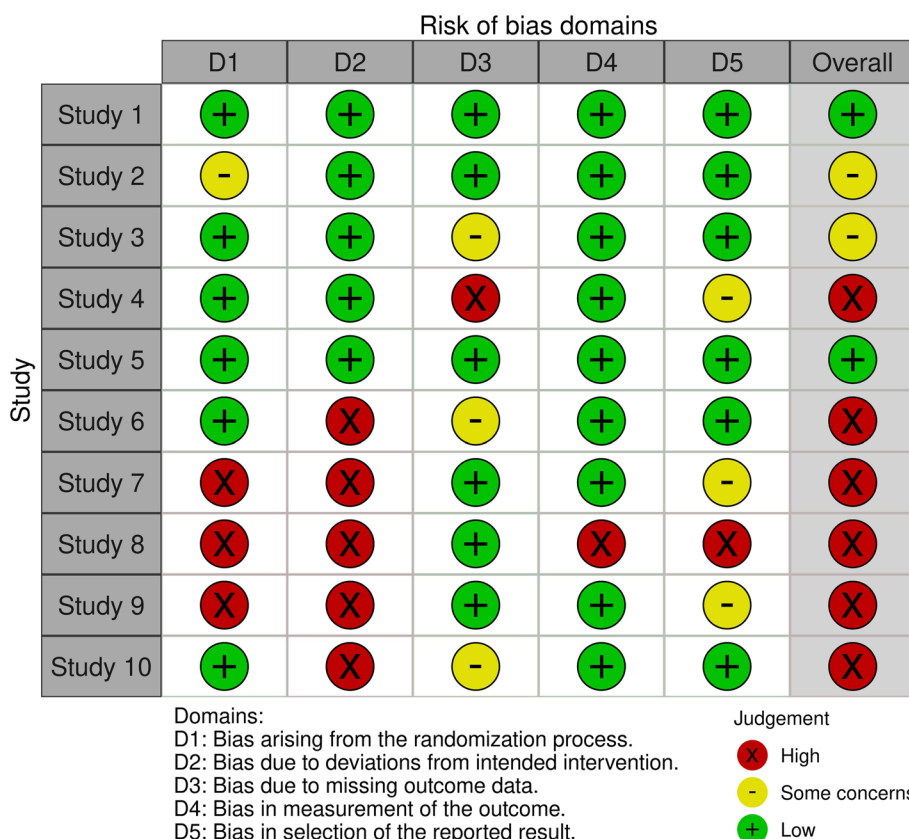 Risk of bias domains
D1 D2 D3 D4 D5 Overall
Study
Study 1 + + + + + +
Study 2 - + + + + -
Study 3 + + - + + -
Study 4 + + X + - X
Study 5 + + + + + +
Study 6 + X - + + X
Study 7 X X + + - X
Study 8 X X + X X X
Study 9 X X + + - X
Study 10 + X - + + X
Domains:
D1: Bias arising from the randomization process.
D2: Bias due to deviations from intended intervention.
D3: Bias due to missing outcome data.
D4: Bias in measurement of the outcome.
D5: Bias in selection of the reported result.
Judgement
X High
- Some concerns
+ Low